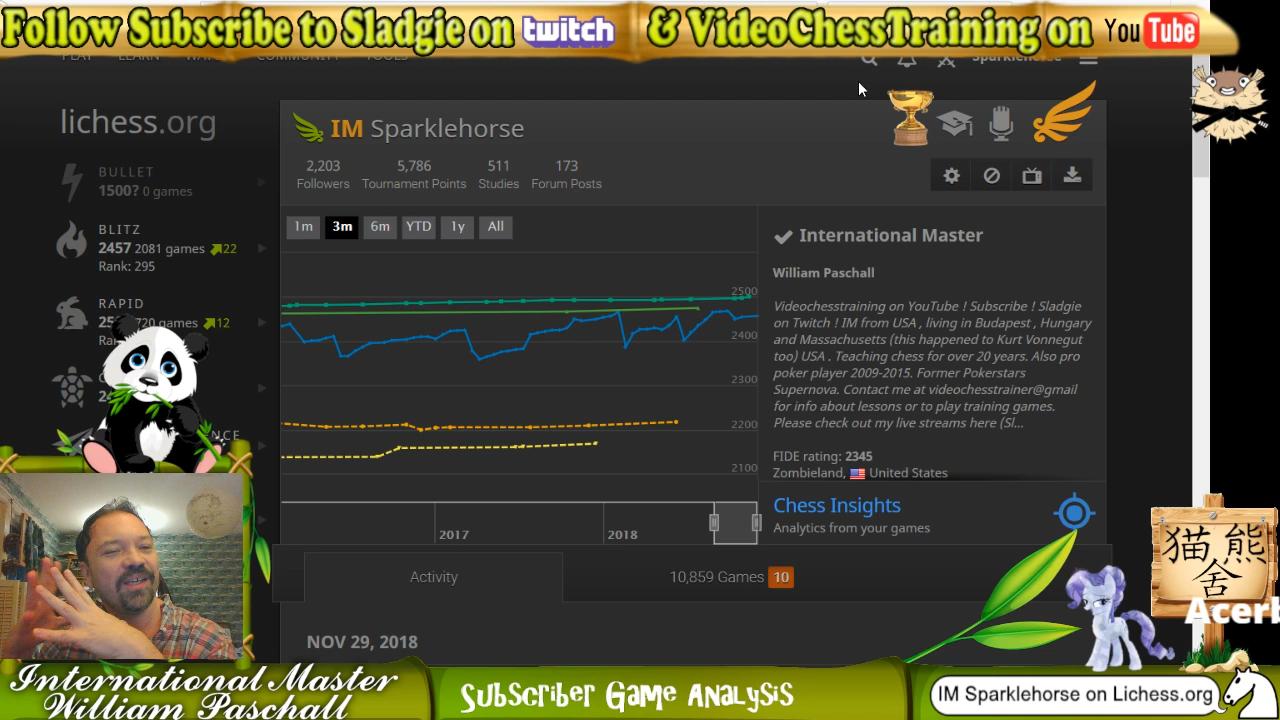 Follow Subscribe to Sladgie on twitch & VideoChessTraining on YouTube
COMMUNITY TOOLS Sparklehorse
lichess.org
IM Sparklehorse
2,203 5,786 511 173
Followers Tournament Points Studies Forum Posts
BULLET
1500? 0 games
BLITZ
2457 2081 games 22
Rank: 295
RAPID
720 games 12
1m 3m 6m YTD 1y All
2500
2400
2300
2200
2100
2017 2018
International Master
William Paschall
Videochesstraining on YouTube ! Subscribe ! Sladgie
on Twitch ! IM from USA , living in Budapest , Hungary
and Massachusetts (this happened to Kurt Vonnegut
too) USA . Teaching chess for over 20 years. Also pro
poker player 2009-2015. Former Pokerstars
Supernova. Contact me at videochesstrainer@gmail
for info about lessons or to play training games.
Please check out my live streams here (Sl...
FIDE rating: 2345
Zombieland, United States
Chess Insights
Analytics from your games
Activity
10,859 Games 10
NOV 29, 2018
猫熊
舍
Acerb
International Master
William Paschall
Subscriber Game Analysis
IM Sparklehorse on Lichess.org